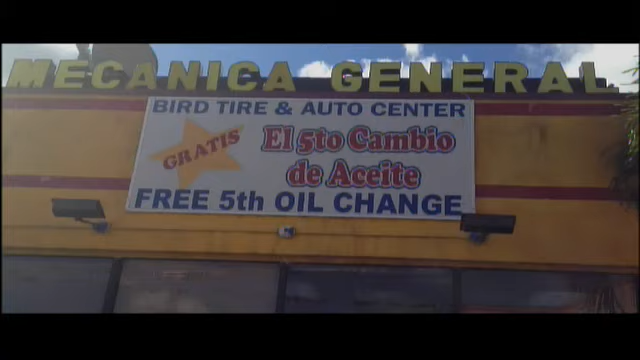 MECANICA GENERAL
BIRD TIRE & AUTO CENTER
GRATIS
El 5to Cambio
de Aceite
FREE 5th OIL CHANGE